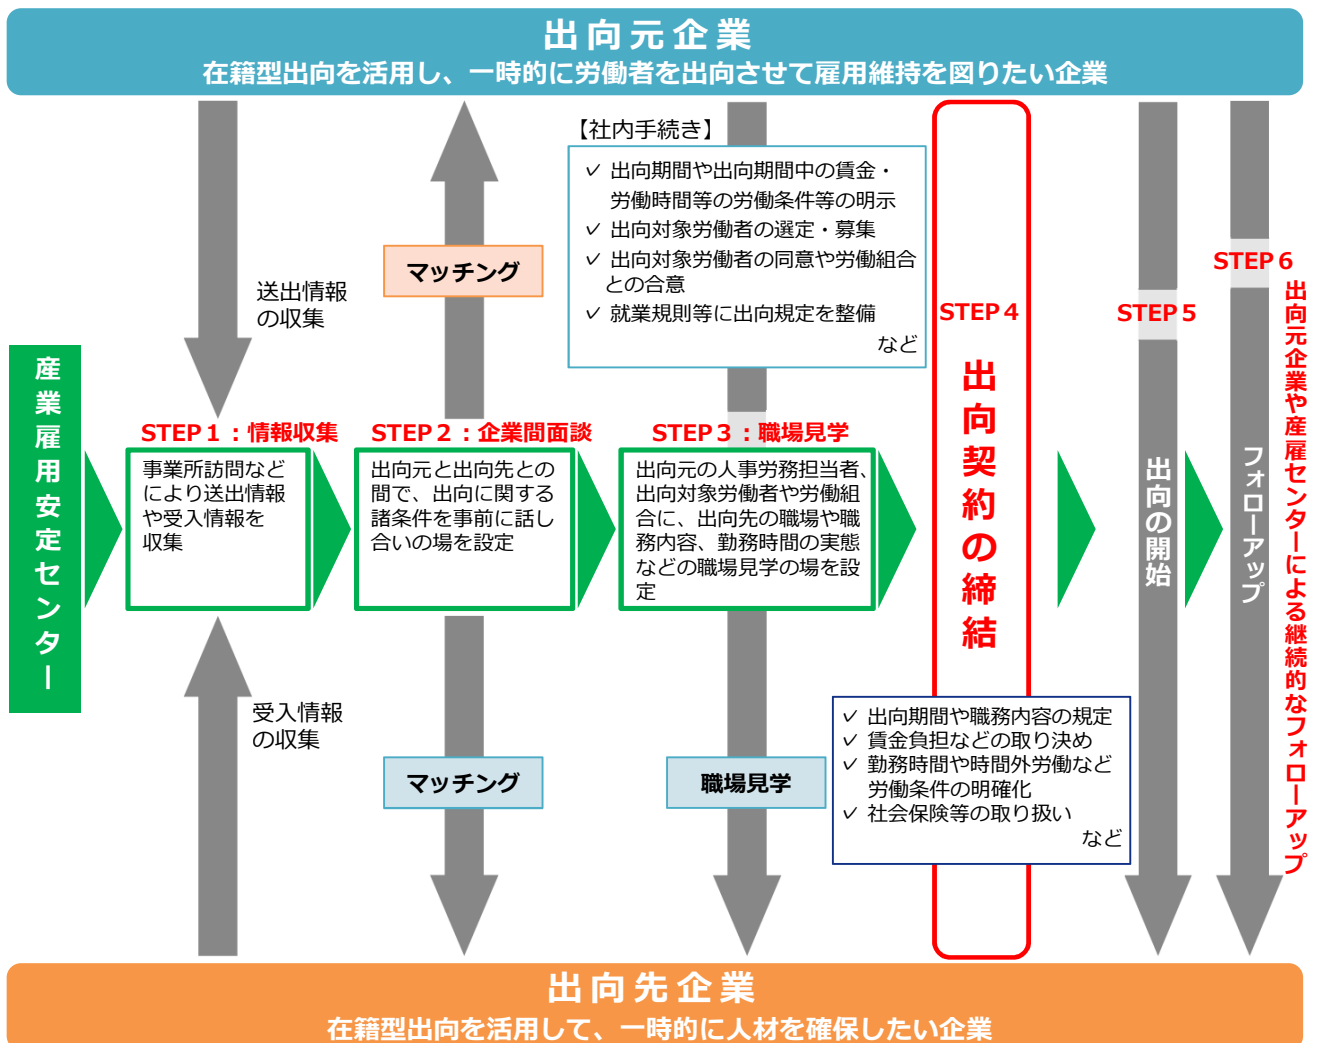 出向元企業
在籍型出向を活用し、一時的に労働者を出向させて雇用維持を図りたい企業
【社内手続き】
✓ 出向期間や出向期間中の賃金・
労働時間等の労働条件等の明示
✓ 出向対象労働者の選定・募集
✓ 出向対象労働者の同意や労働組合
との合意
✓ 就業規則等に出向規定を整備
など
マッチング
送出情報
の収集
産業雇用安定センター
STEP1:情報収集
事業所訪問など
により送出情報
や受入情報を
収集
STEP2:企業間面談
出向元と出向先との
間で、出向に関する
諸条件を事前に話し
合いの場を設定
STEP3:職場見学
出向元の人事労務担当者、
出向対象労働者や労働組
合に、出向先の職場や職
務内容、勤務時間の実態
などの職場見学の場を設
定
STEP4
出向契約の締結
STEP5
出向の開始
STEP6
フォローアップ
出向元企業や産雇センターによる継続的なフォローアップ
受入情報
の収集
マッチング
職場見学
✓ 出向期間や職務内容の規定
✓ 賃金負担などの取り決め
✓ 勤務時間や時間外労働など
労働条件の明確化
✓ 社会保険等の取り扱い
など
出向先企業
在籍型出向を活用して、一時的に人材を確保したい企業